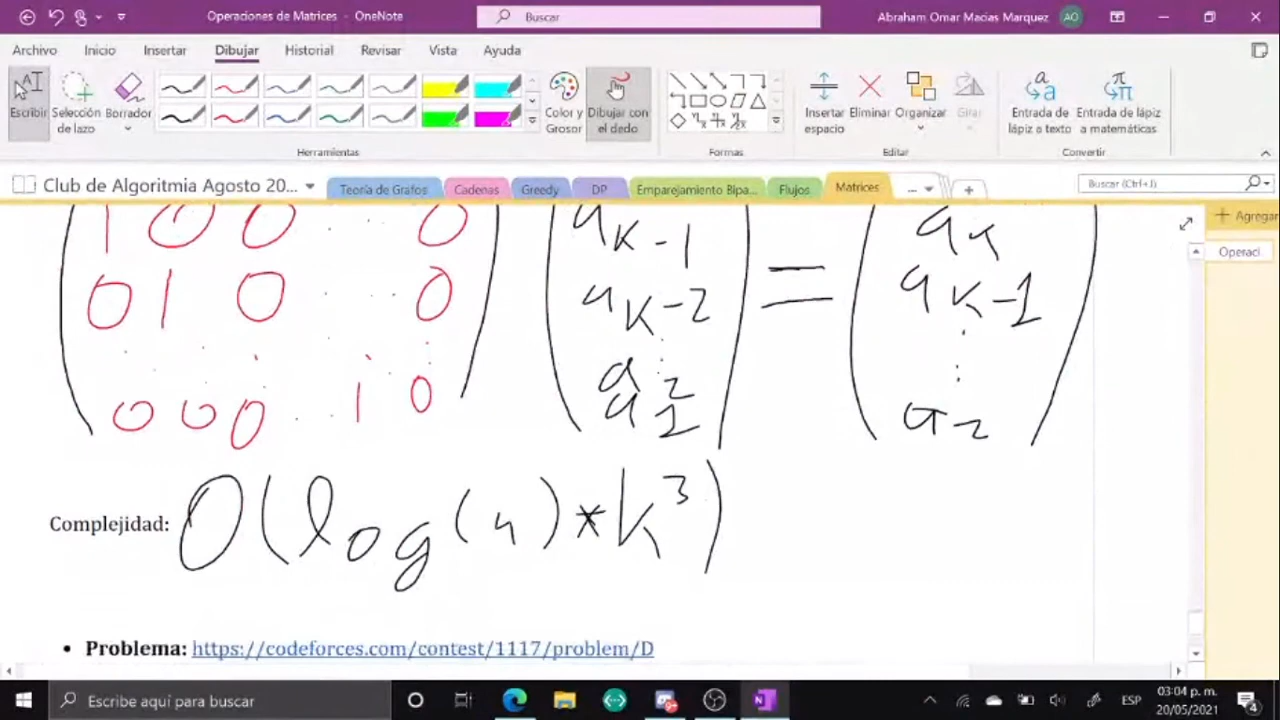 Operaciones de Matrices - OneNote
Buscar
Abraham Omar Macias Marquez
AO
Archivo Inicio Insertar Dibujar Historial Revisar Vista Ayuda
Escribir
Selección de lazo
Borrador
Color y Grosor
Dibujar con el dedo
Insertar espacio
Eliminar
Organizar
Girar
Entrada de lápiz a texto
Entrada de lápiz a matemáticas
Herramientas
Formas
Editar
Convertir
Club de Algoritmia Agosto 20...
Teoría de Grafos
Cadenas
Greedy
DP
Emparejamiento Bipa...
Flujos
Matrices
...
Buscar (Ctrl+J)
Agregar
Operaci
1 0 0 . . 0 a k-1 = a k
0 1 0 . . . 0 a k-2 a k-1
. . . . . . . .
0 0 0 . . 1 0 a 2 a 1 a 2
Complejidad: O(log(n)*k³)
• Problema: https://codeforces.com/contest/1117/problem/D
Escribe aquí para buscar
ESP
03:04 p. m.
20/05/2021
4